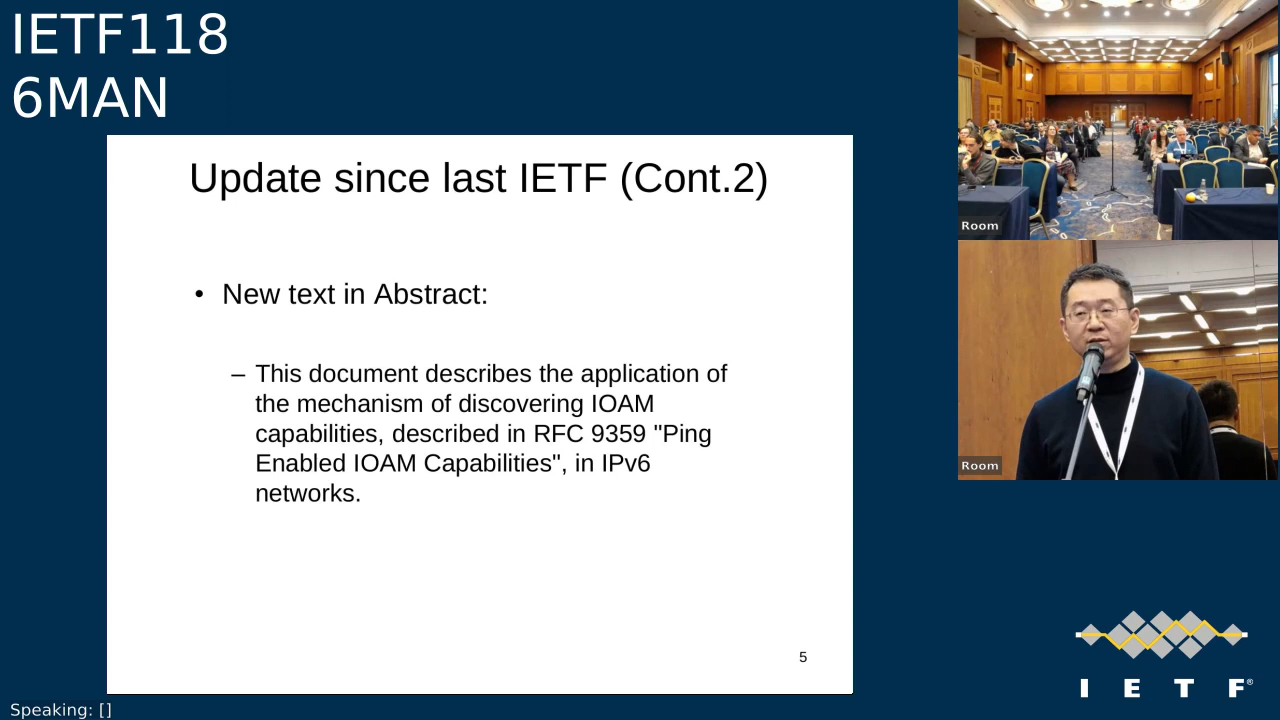 IETF118
6MAN
Update since last IETF (Cont.2)
• New text in Abstract:
– This document describes the application of
the mechanism of discovering IOAM
capabilities, described in RFC 9359 "Ping
Enabled IOAM Capabilities", in IPv6
networks.
5
Room
Room
I E T F®
Speaking: []